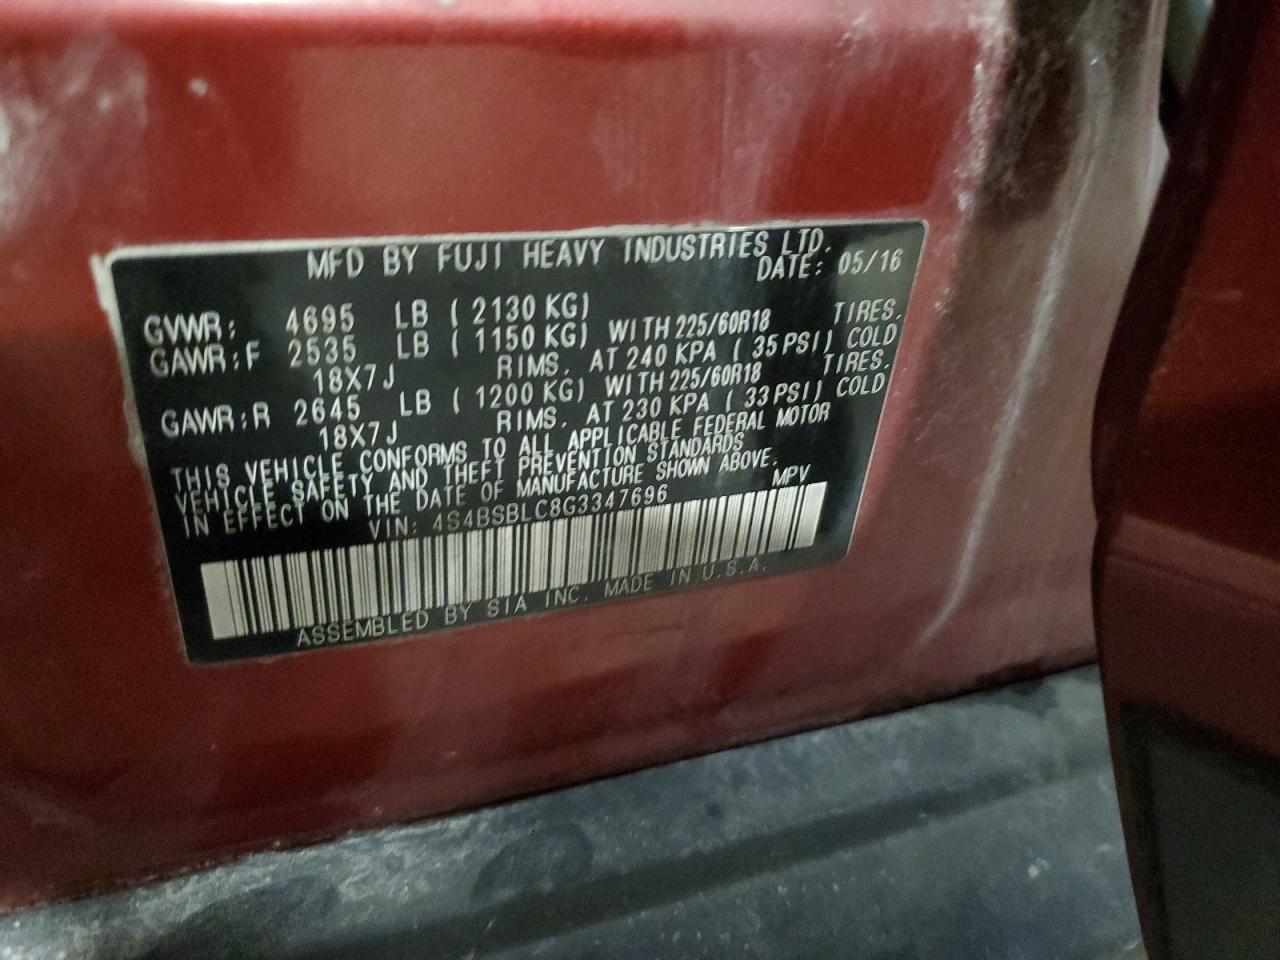 MFD BY FUJI HEAVY INDUSTRIES LTD.
DATE: 05/16
GVWR: 4695 LB ( 2130 KG)
GAWR:F 2535 LB ( 1150 KG) WITH 225/60R18 TIRES.
18X7J RIMS. AT 240 KPA ( 35 PSI) COLD
GAWR:R 2645 LB ( 1200 KG) WITH 225/60R18 TIRES.
18X7J RIMS. AT 230 KPA ( 33 PSI) COLD
THIS VEHICLE CONFORMS TO ALL APPLICABLE FEDERAL MOTOR
VEHICLE SAFETY AND THEFT PREVENTION STANDARDS
IN EFFECT ON THE DATE OF MANUFACTURE SHOWN ABOVE.
VIN: 4S4BSBLC8G3347696 MPV
ASSEMBLED BY SIA INC. MADE IN U.S.A.